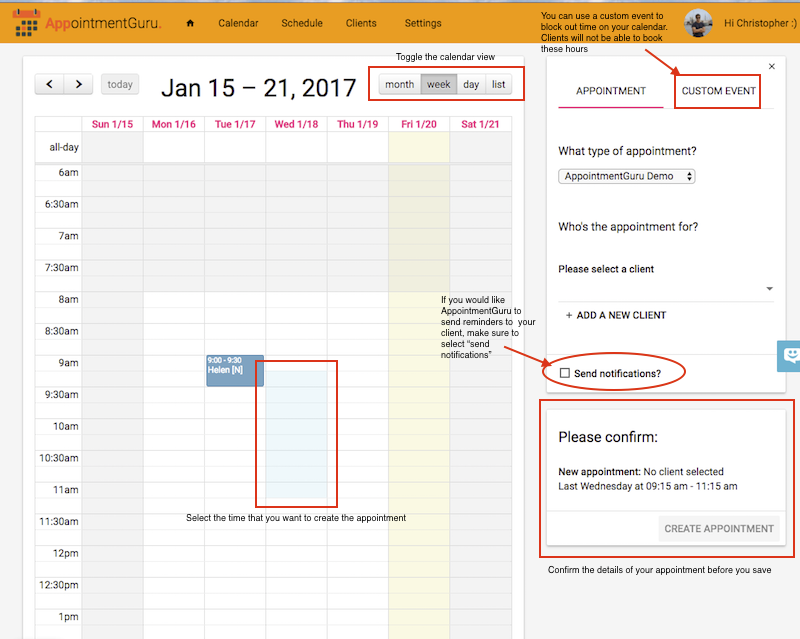 AppointmentGuru.
Calendar
Schedule
Clients
Settings
You can use a custom event to
block out time on your calendar.
Clients will not be able to book
these hours
Hi Christopher :)
Toggle the calendar view
today
Jan 15 – 21, 2017
month
week
day
list
APPOINTMENT
CUSTOM EVENT
Sun 1/15
Mon 1/16
Tue 1/17
Wed 1/18
Thu 1/19
Fri 1/20
Sat 1/21
all-day
6am
6:30am
7am
7:30am
8am
8:30am
9am
9:30am
10am
10:30am
11am
11:30am
12pm
12:30pm
1pm
9:00 - 9:30
Helen [N]
Select the time that you want to create the appointment
What type of appointment?
AppointmentGuru Demo
Who's the appointment for?
Please select a client
+ ADD A NEW CLIENT
If you would like
AppointmentGuru to
send reminders to your
client, make sure to
select “send
notifications”
Send notifications?
Please confirm:
New appointment: No client selected
Last Wednesday at 09:15 am - 11:15 am
CREATE APPOINTMENT
Confirm the details of your appointment before you save